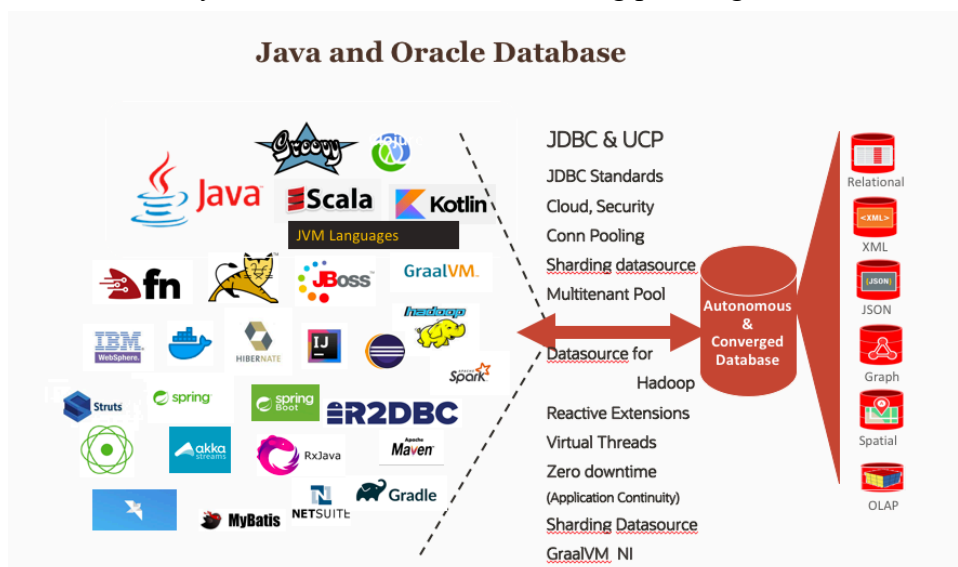 Java and Oracle Database
Groovy
Java
Scala
Kotlin
JVM Languages
fn
JBoss
GraalVM
IBM
WebSphere.
HIBERNATE
IJ
hadoop
Spark
Struts
spring
spring
Boot
R2DBC
akka
streams
RxJava
Apache
Maven
MyBatis
N
NETSUITE
Gradle
JDBC & UCP
JDBC Standards
Cloud, Security
Conn Pooling
Sharding datasource
Multitenant Pool
Datasource for
Hadoop
Reactive Extensions
Virtual Threads
Zero downtime
(Application Continuity)
Sharding Datasource
GraalVM NI
Autonomous
&
Converged
Database
Relational
<XML>
XML
{JSON}
JSON
Graph
Spatial
OLAP